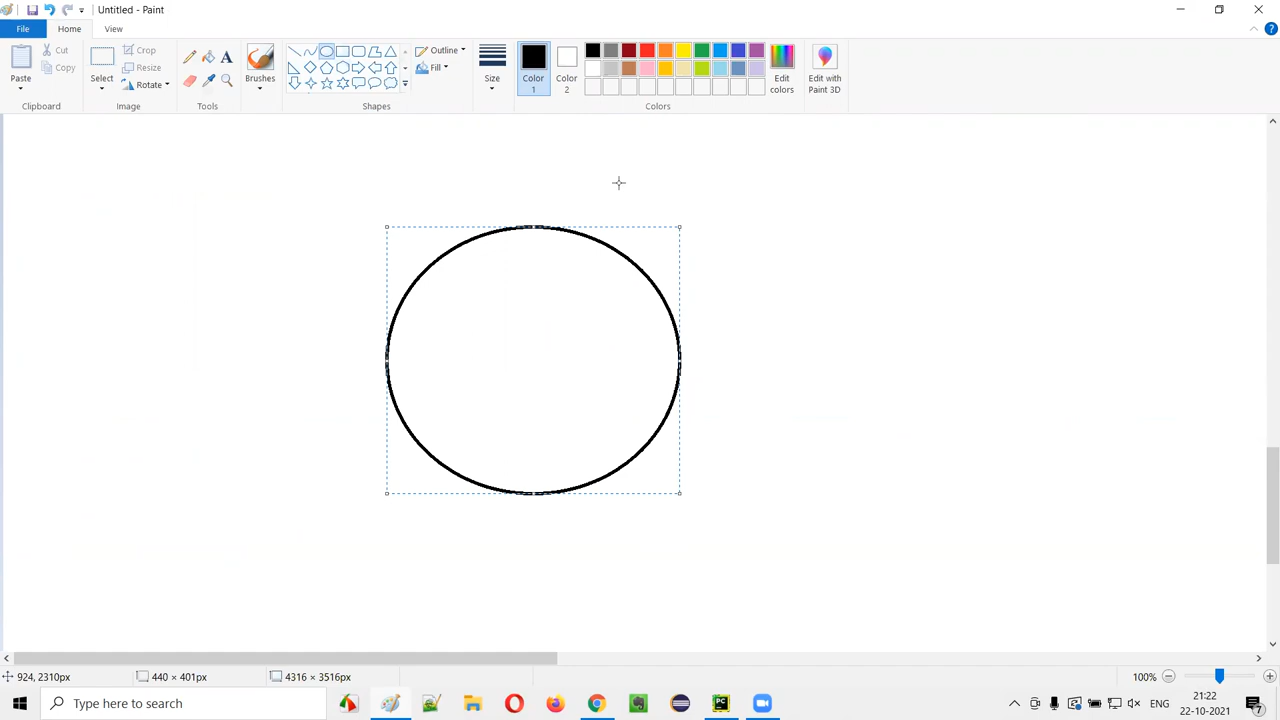 Untitled - Paint
File Home View
Paste
Cut
Copy
Clipboard
Select
Crop
Resize
Rotate
Image
Tools
Brushes
Shapes
Outline
Fill
Size
Color 1
Color 2
Colors
Edit colors
Edit with Paint 3D
924, 2310px 440 × 401px 4316 × 3516px 100%
Type here to search
PC
ENG
21:22
22-10-2021
7